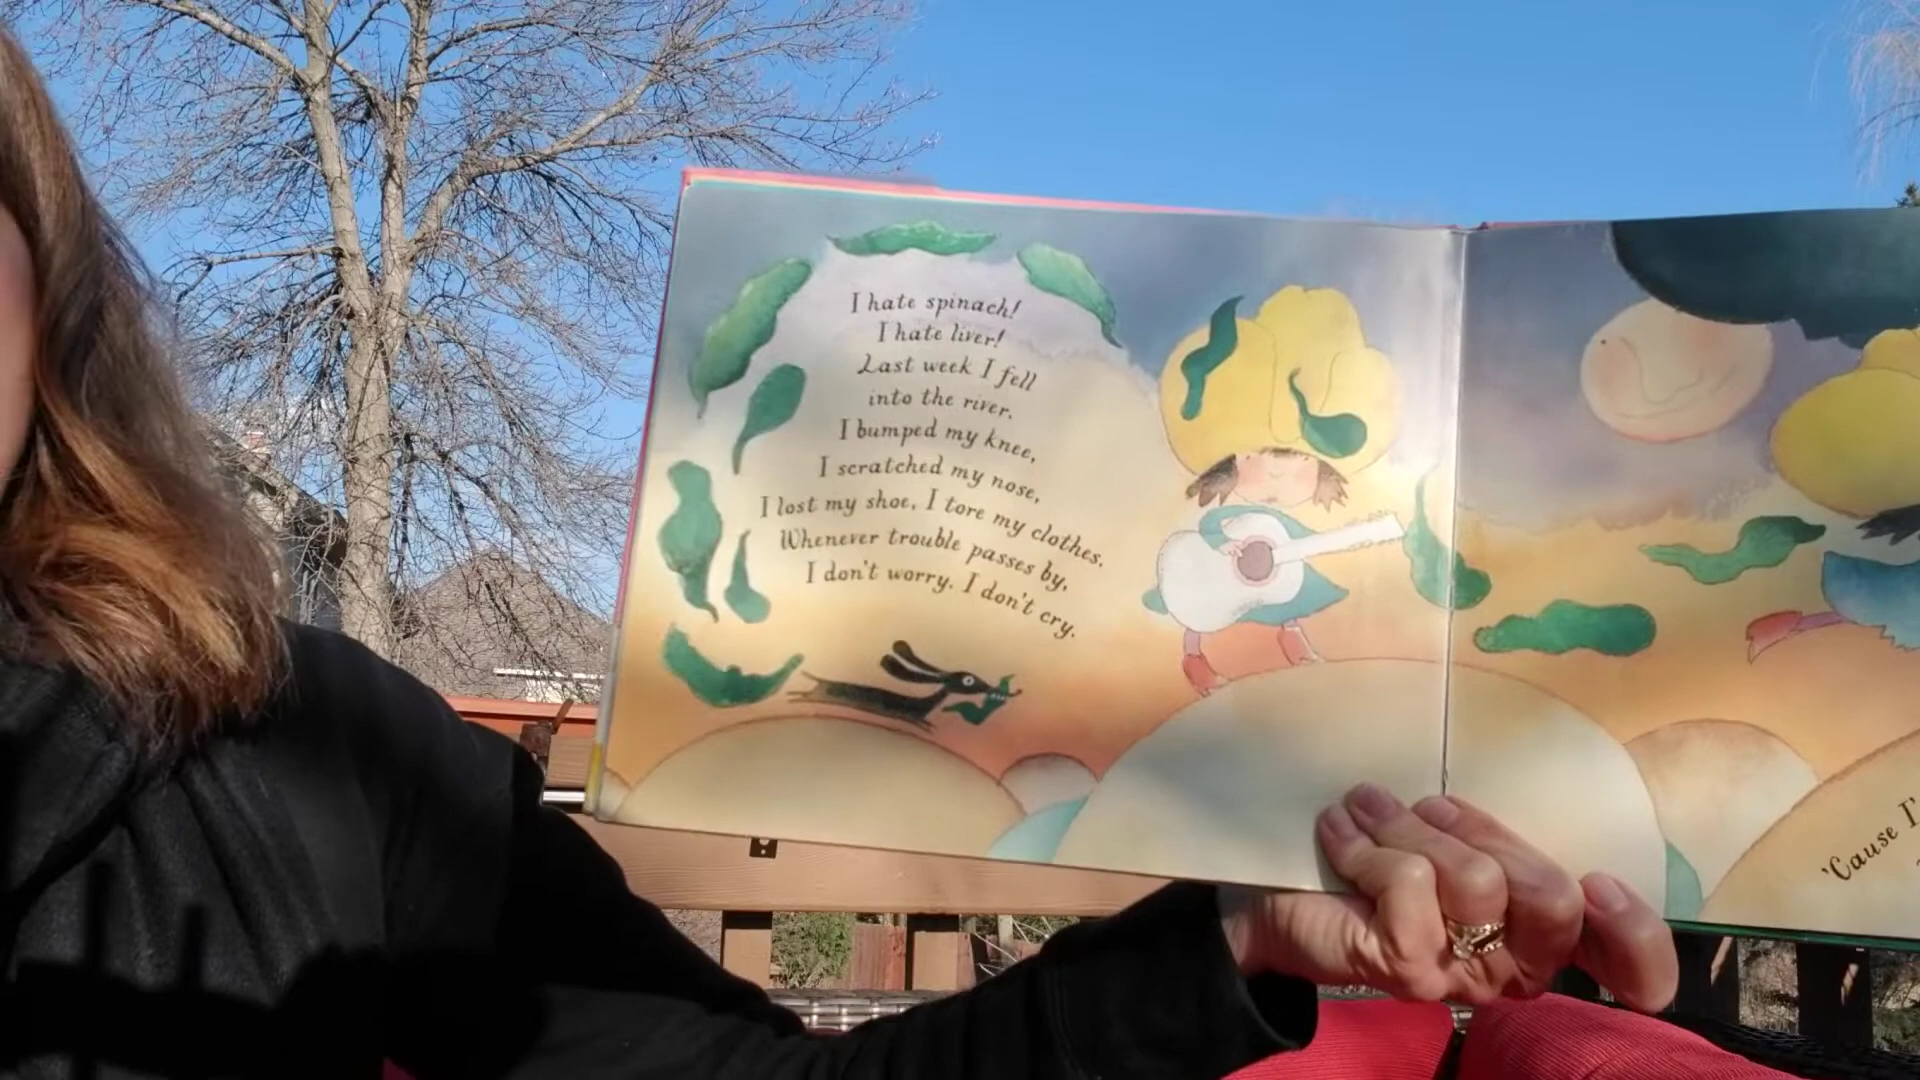 I hate spinach!
I hate liver!
Last week I fell
into the river.
I bumped my knee,
I scratched my nose,
I lost my shoe, I tore my clothes.
Whenever trouble passes by,
I don't worry. I don't cry.
'Cause I'